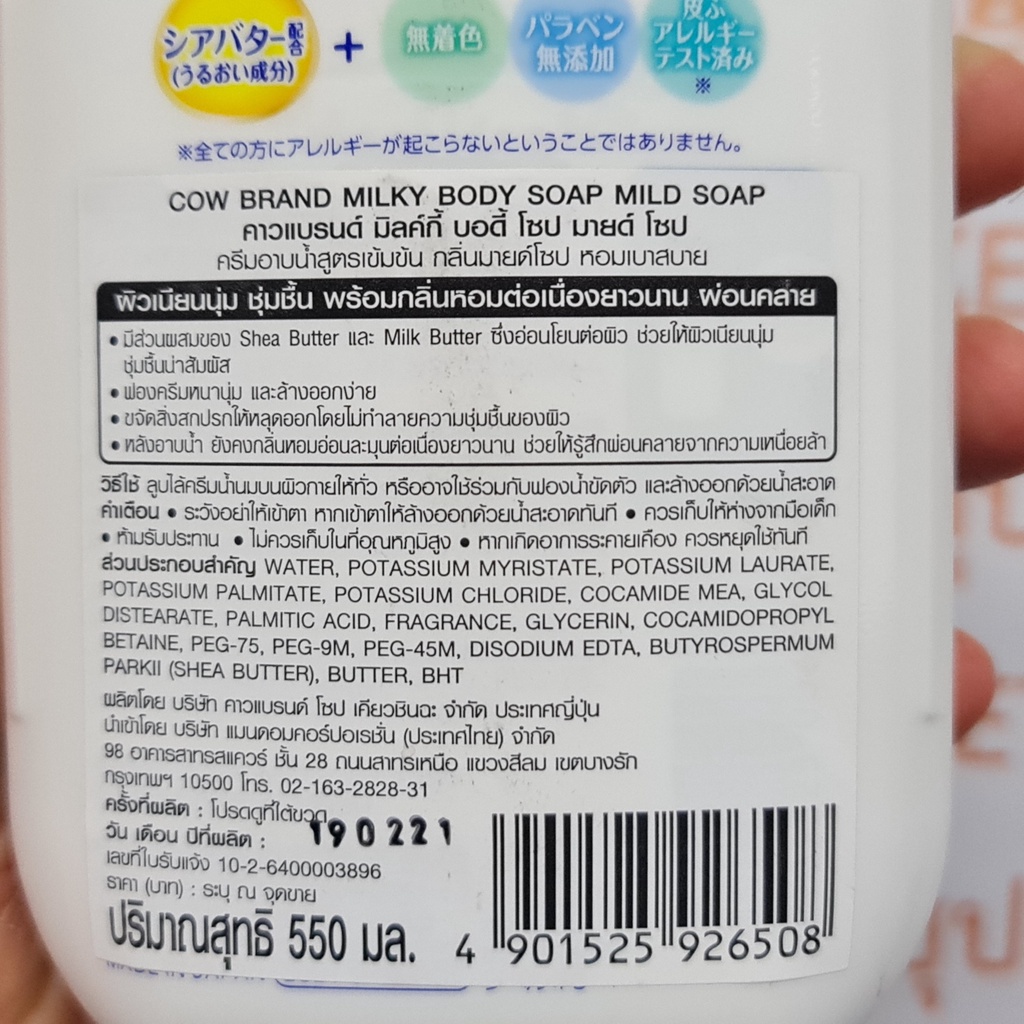 シアバター配合
(うるおい成分)
+
無着色
パラベン
無添加
皮ふ
アレルギー
テスト済み
※
※全ての方にアレルギーが起こらないということではありません。
COW BRAND MILKY BODY SOAP MILD SOAP
คาวแบรนด์ มิลค์กี้ บอดี้ โซป มายด์ โซป
ครีมอาบน้ำสูตรเข้มข้น กลิ่นมายด์โซป หอมเบาสบาย
ผิวเนียนนุ่ม ชุ่มชื้น พร้อมกลิ่นหอมต่อเนื่องยาวนาน ผ่อนคลาย
• มีส่วนผสมของ Shea Butter และ Milk Butter ซึ่งอ่อนโยนต่อผิว ช่วยให้ผิวเนียนนุ่ม
ชุ่มชื้นน่าสัมผัส
• ฟองครีมหนานุ่ม และล้างออกง่าย
• ขจัดสิ่งสกปรกให้หลุดออกโดยไม่ทำลายความชุ่มชื้นของผิว
• หลังอาบน้ำ ยังคงกลิ่นหอมอ่อนละมุนต่อเนื่องยาวนาน ช่วยให้รู้สึกผ่อนคลายจากความเหนื่อยล้า
วิธีใช้ ลูบไล้ครีมน้ำนมบนผิวกายให้ทั่ว หรืออาจใช้ร่วมกับฟองน้ำขัดตัว และล้างออกด้วยน้ำสะอาด
คำเตือน • ระวังอย่าให้เข้าตา หากเข้าตาให้ล้างออกด้วยน้ำสะอาดทันที • ควรเก็บให้ห่างจากมือเด็ก
• ห้ามรับประทาน • ไม่ควรเก็บในที่อุณหภูมิสูง • หากเกิดอาการระคายเคือง ควรหยุดใช้ทันที
ส่วนประกอบสำคัญ WATER, POTASSIUM MYRISTATE, POTASSIUM LAURATE,
POTASSIUM PALMITATE, POTASSIUM CHLORIDE, COCAMIDE MEA, GLYCOL
DISTEARATE, PALMITIC ACID, FRAGRANCE, GLYCERIN, COCAMIDOPROPYL
BETAINE, PEG-75, PEG-9M, PEG-45M, DISODIUM EDTA, BUTYROSPERMUM
PARKII (SHEA BUTTER), BUTTER, BHT
ผลิตโดย บริษัท คาวแบรนด์ โซป เคียวชินฉะ จำกัด ประเทศญี่ปุ่น
นำเข้าโดย บริษัท แมนดอมคอร์ปอเรชั่น (ประเทศไทย) จำกัด
98 อาคารสาทรสแควร์ ชั้น 28 ถนนสาทรเหนือ แขวงสีลม เขตบางรัก
กรุงเทพฯ 10500 โทร. 02-163-2828-31
ครั้งที่ผลิต : โปรดดูที่ใต้ขวด
วัน เดือน ปีที่ผลิต : 190221
เลขที่ใบรับแจ้ง 10-2-6400003896
ราคา (บาท) : ระบุ ณ จุดขาย
ปริมาณสุทธิ 550 มล.
4 901525 926508